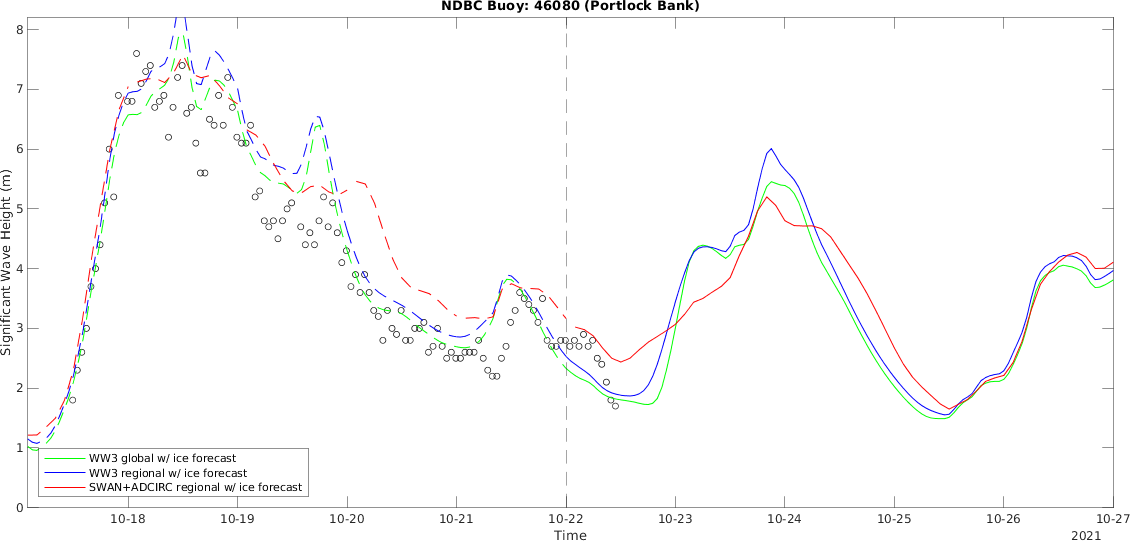 NDBC Buoy: 46080 (Portlock Bank)
Significant Wave Height (m)
8
7
6
5
4
3
2
1
0
WW3 global w/ ice forecast
WW3 regional w/ ice forecast
SWAN+ADCIRC regional w/ ice forecast
10-18 10-19 10-20 10-21 10-22 10-23 10-24 10-25 10-26 10-27
Time
2021